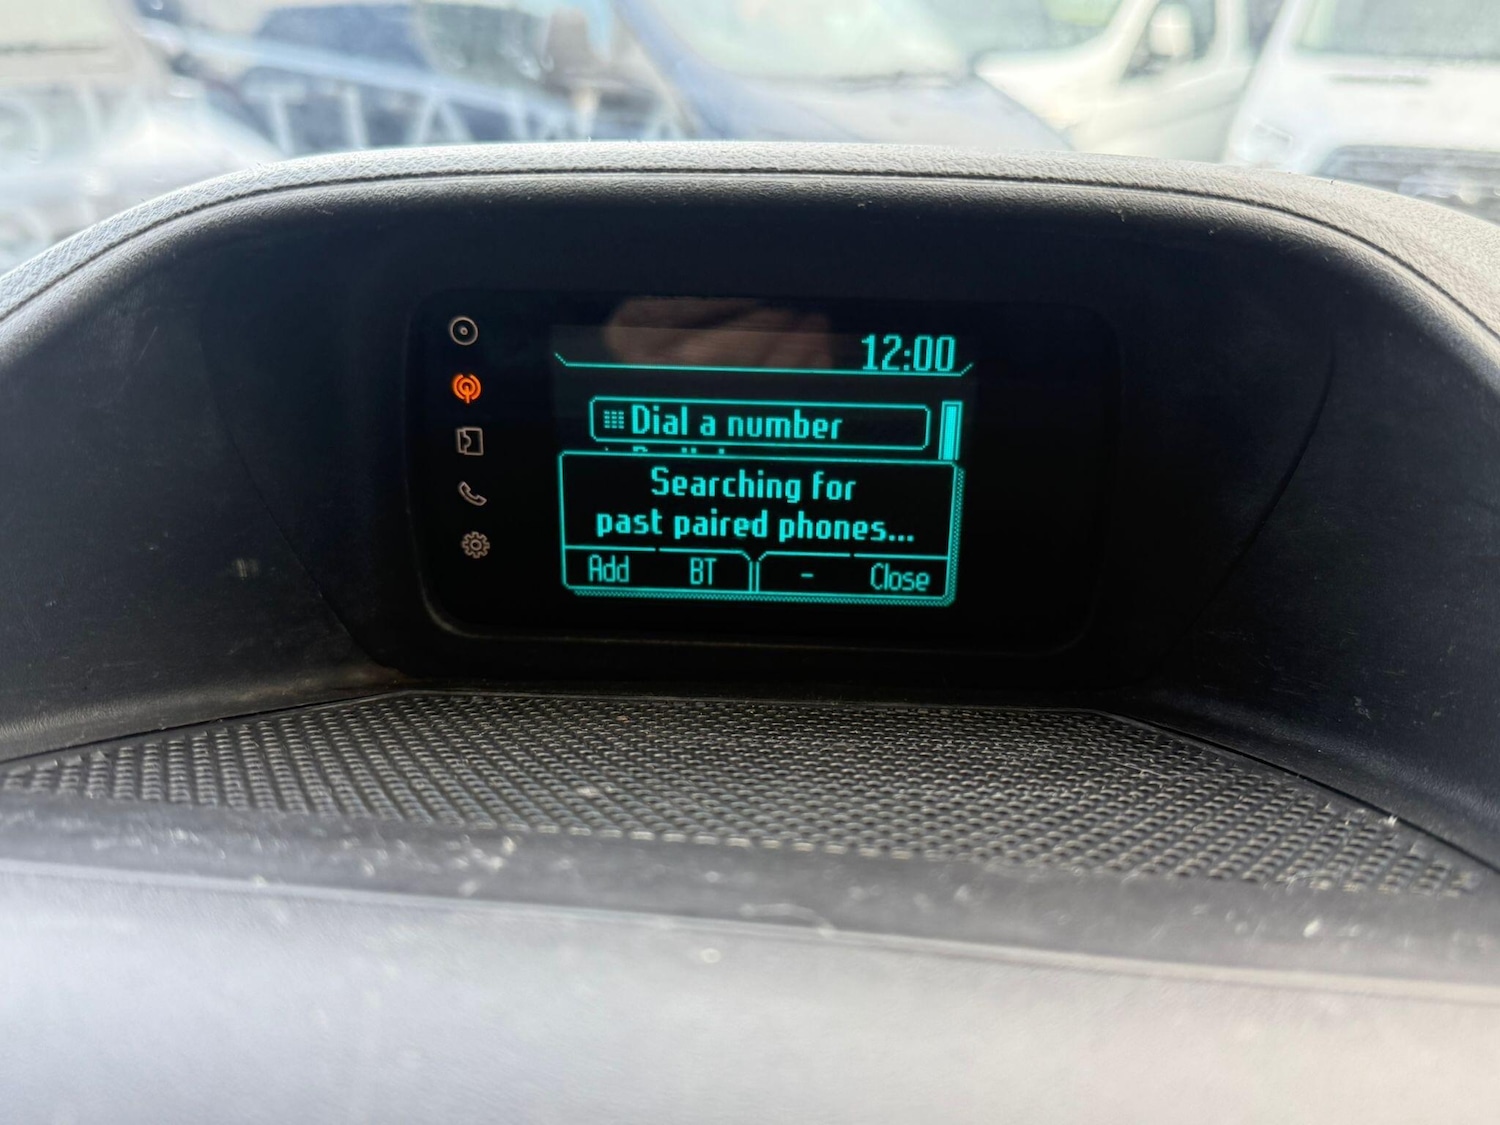 12:00
Dial a number
Searching for
past paired phones...
Add BT - Close